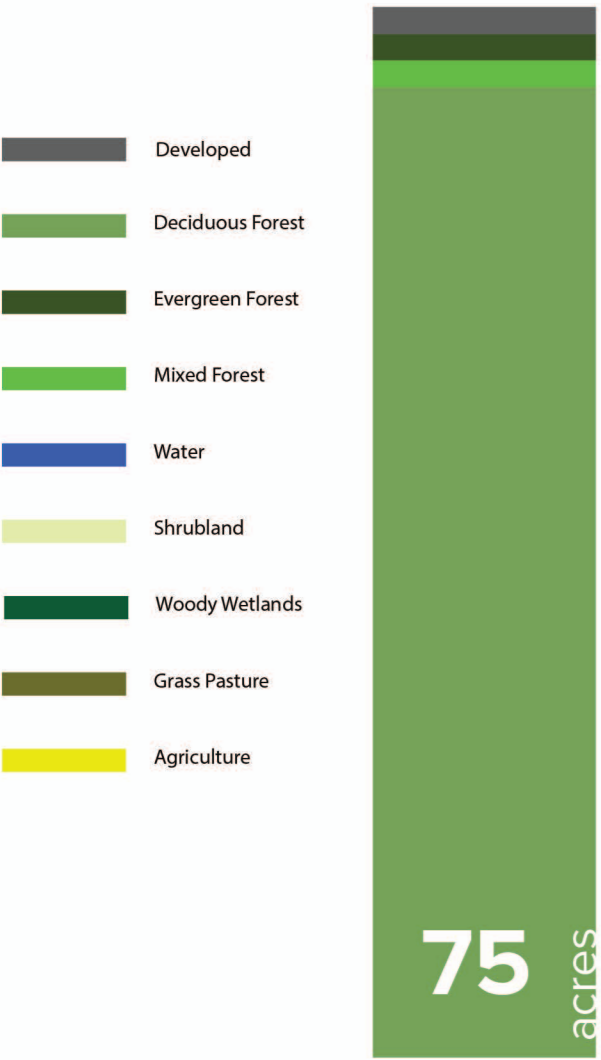 Developed
Deciduous Forest
Evergreen Forest
Mixed Forest
Water
Shrubland
Woody Wetlands
Grass Pasture
Agriculture
75
acres